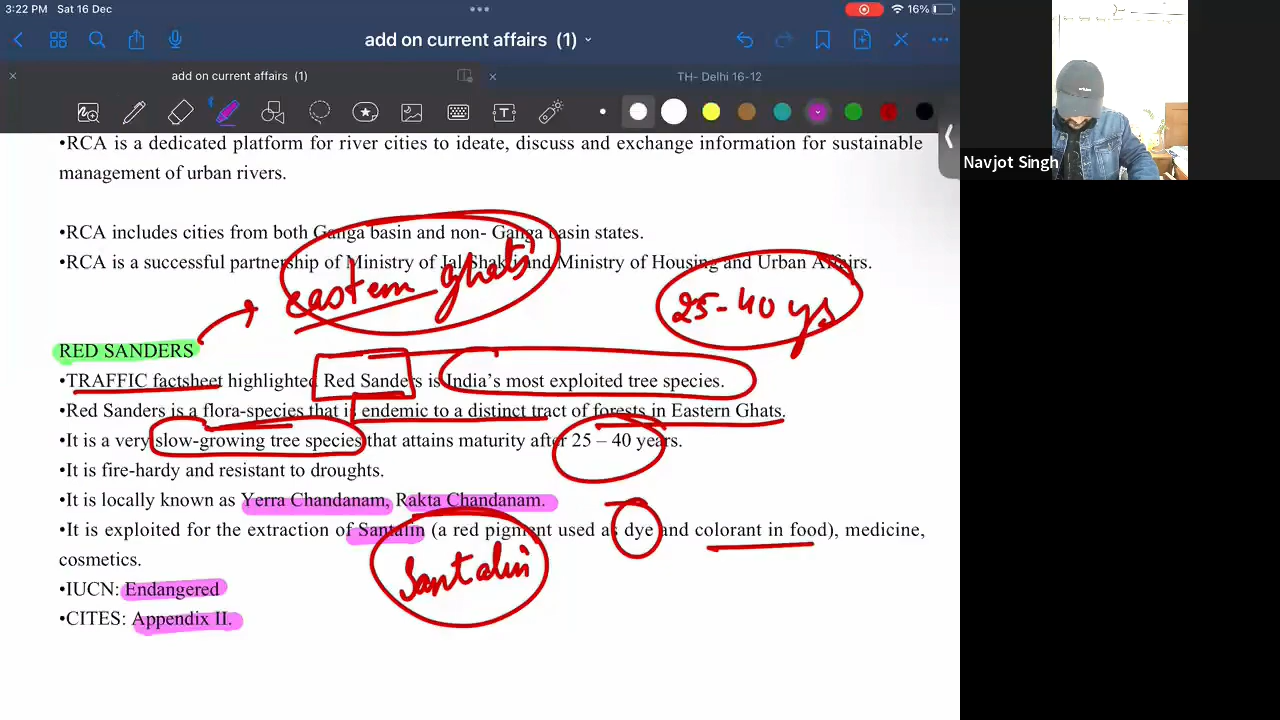 3:22 PM Sat 16 Dec
16%
add on current affairs (1)
add on current affairs (1)
TH- Delhi 16-12
•RCA is a dedicated platform for river cities to ideate, discuss and exchange information for sustainable
management of urban rivers.
•RCA includes cities from both Ganga basin and non- Ganga basin states.
•RCA is a successful partnership of Ministry of Jal Shakti and Ministry of Housing and Urban Affairs.
eastern ghats
25-40 ys
RED SANDERS
•TRAFFIC factsheet highlighted Red Sanders is India's most exploited tree species.
•Red Sanders is a flora-species that is endemic to a distinct tract of forests in Eastern Ghats.
•It is a very slow-growing tree species that attains maturity after 25 – 40 years.
•It is fire-hardy and resistant to droughts.
•It is locally known as Yerra Chandanam, Rakta Chandanam.
•It is exploited for the extraction of Santalin (a red pigment used as dye and colorant in food), medicine,
cosmetics.
Santalin
•IUCN: Endangered
•CITES: Appendix II.
Navjot Singh